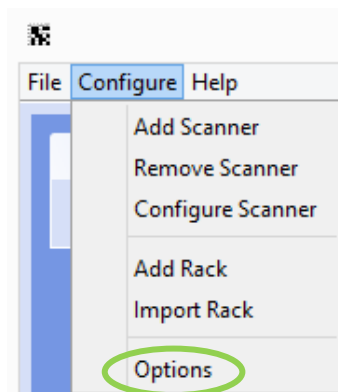 File Configure Help
Add Scanner
Remove Scanner
Configure Scanner
Add Rack
Import Rack
Options